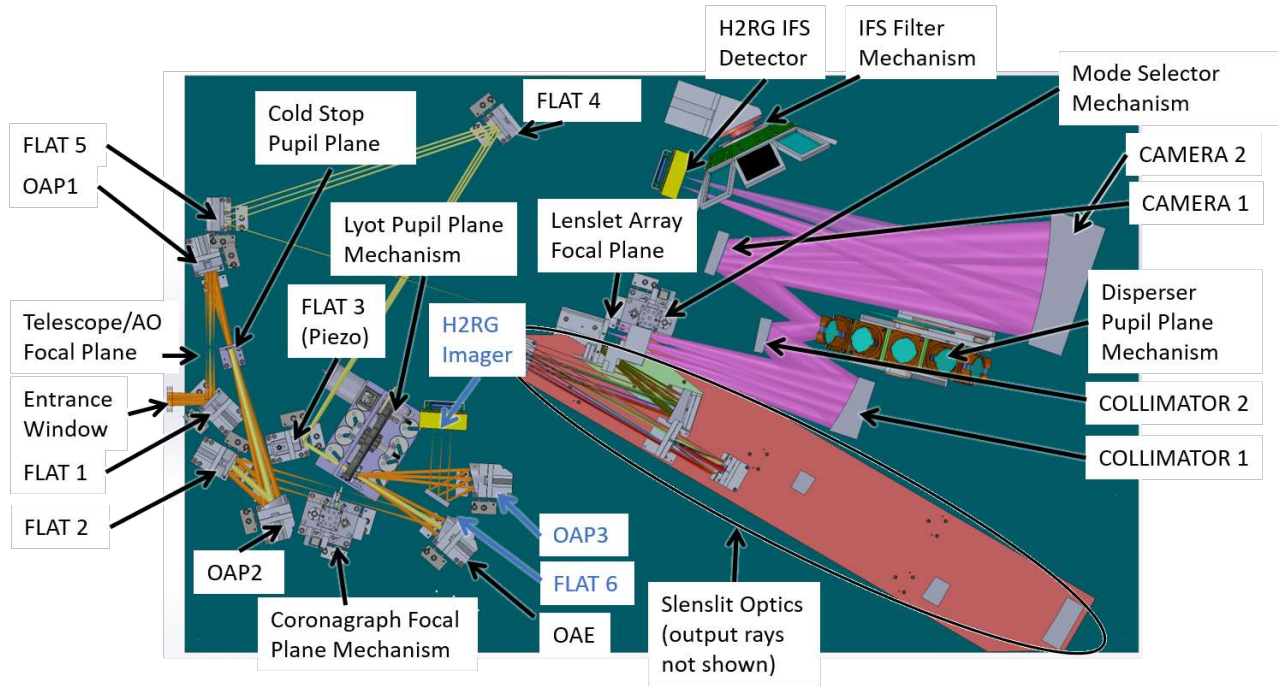 H2RG IFS
Detector
IFS Filter
Mechanism
Mode Selector
Mechanism
FLAT 4
Cold Stop
Pupil Plane
FLAT 5
OAP1
CAMERA 2
CAMERA 1
Lyot Pupil Plane
Mechanism
Lenslet Array
Focal Plane
FLAT 3
(Piezo)
H2RG
Imager
Telescope/AO
Focal Plane
Disperser
Pupil Plane
Mechanism
Entrance
Window
COLLIMATOR 2
FLAT 1
COLLIMATOR 1
FLAT 2
OAP3
OAP2
FLAT 6
Coronagraph Focal
Plane Mechanism
OAE
Slenslit Optics
(output rays
not shown)